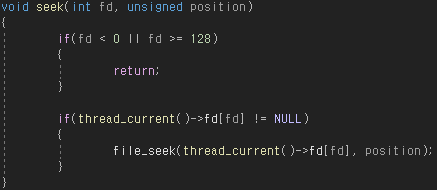 void seek(int fd, unsigned position)
{
if(fd < 0 || fd >= 128)
{
return;
}
if(thread_current()->fd[fd] != NULL)
{
file_seek(thread_current()->fd[fd], position);
}
}